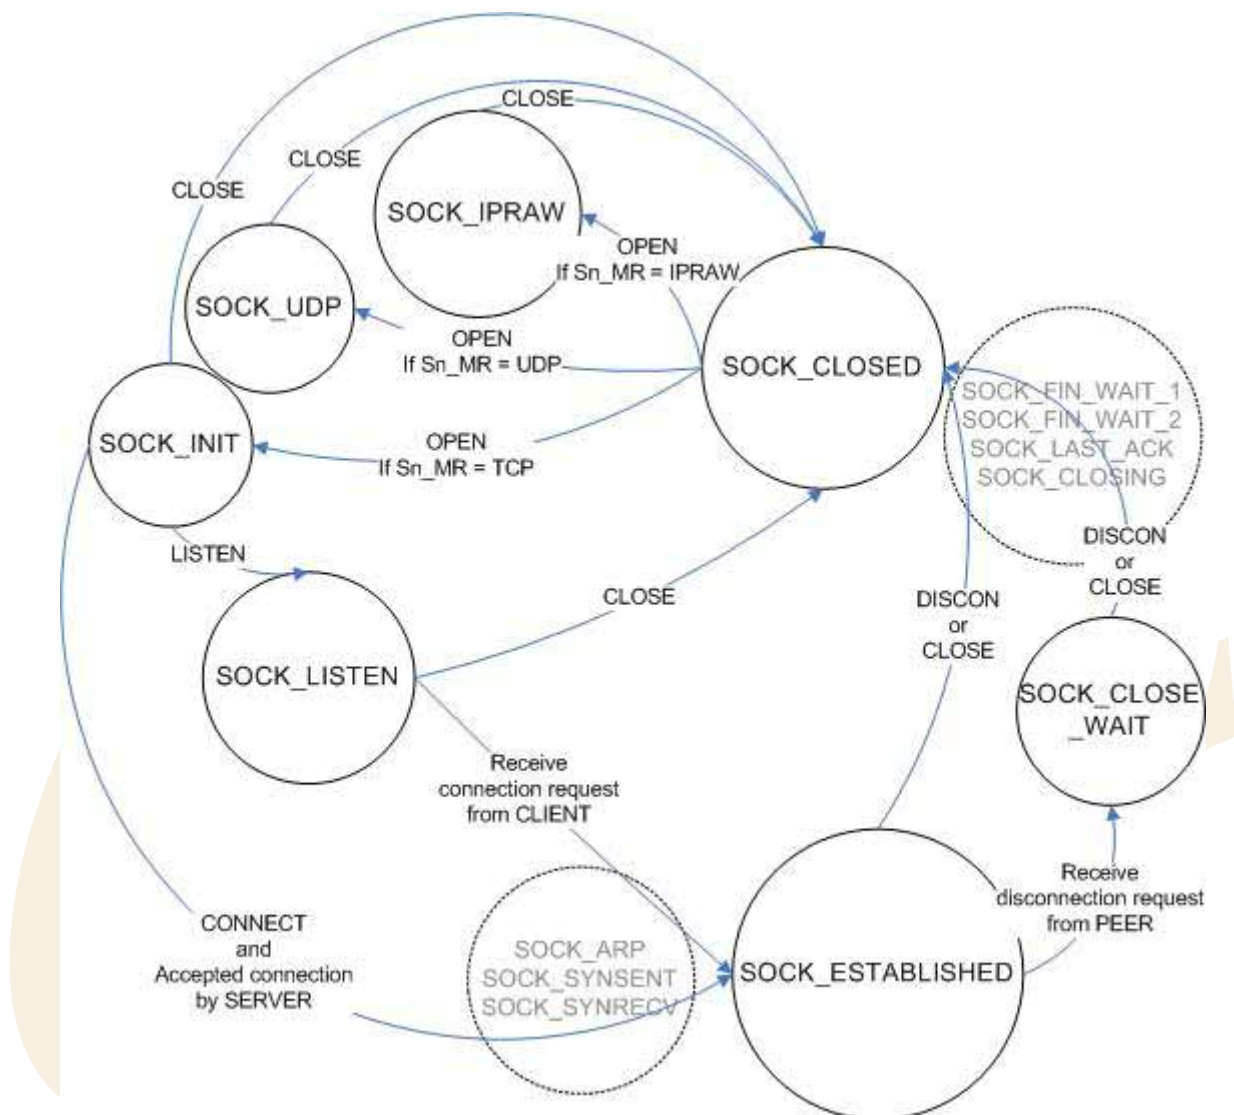 CLOSE
CLOSE
CLOSE
SOCK_IPRAW
OPEN
If Sn_MR = IPRAW
SOCK_UDP
OPEN
If Sn_MR = UDP
SOCK_CLOSED
SOCK_FIN_WAIT_1
SOCK_FIN_WAIT_2
SOCK_LAST_ACK
SOCK_CLOSING
SOCK_INIT
OPEN
If Sn_MR = TCP
LISTEN
DISCON
or
CLOSE
CLOSE
DISCON
or
CLOSE
SOCK_LISTEN
SOCK_CLOSE
_WAIT
Receive
connection request
from CLIENT
Receive
disconnection request
from PEER
CONNECT
and
Accepted connection
by SERVER
SOCK_ARP
SOCK_SYNSENT
SOCK_SYNRECV
SOCK_ESTABLISHED